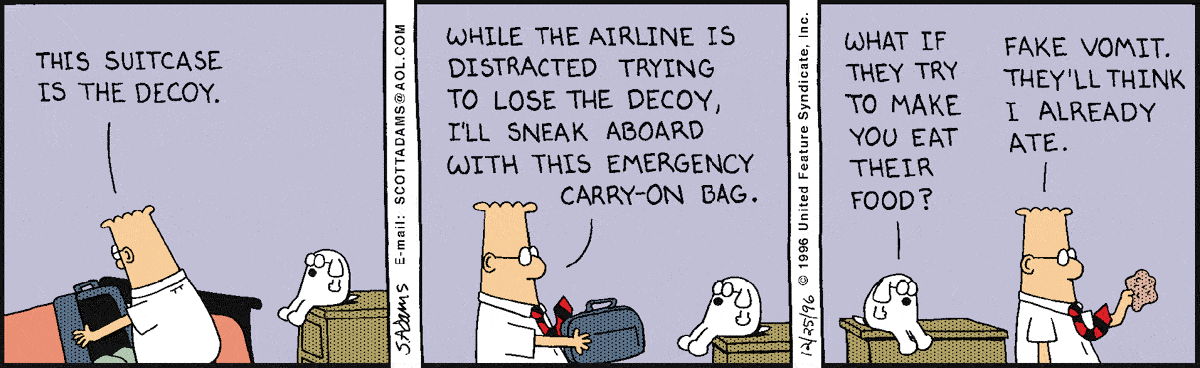 THIS SUITCASE
IS THE DECOY.
S.Adams
E-mail: SCOTTADAMS@AOL.COM
WHILE THE AIRLINE IS
DISTRACTED TRYING
TO LOSE THE DECOY,
I'LL SNEAK ABOARD
WITH THIS EMERGENCY
CARRY-ON BAG.
12/25/96 © 1996 United Feature Syndicate, Inc.
WHAT IF
THEY TRY
TO MAKE
YOU EAT
THEIR
FOOD?
FAKE VOMIT.
THEY'LL THINK
I ALREADY
ATE.